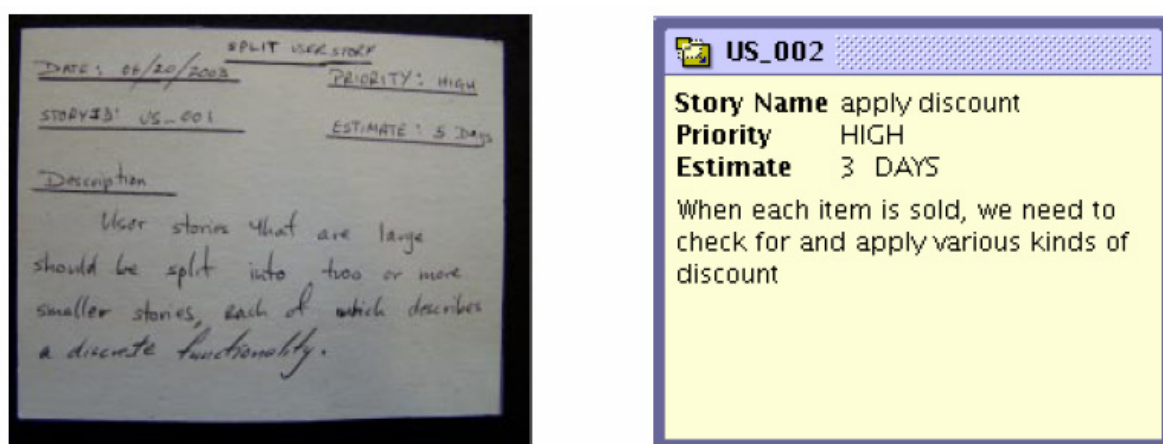 SPLIT USER STORY
DATE: 06/20/2003 PRIORITY: HIGH
STORYID: US_001 ESTIMATE: 5 Days
Description
User stories that are large
should be split into two or more
smaller stories, each of which describes
a discrete functionality.
US_002
Story Name apply discount
Priority HIGH
Estimate 3 DAYS
When each item is sold, we need to
check for and apply various kinds of
discount